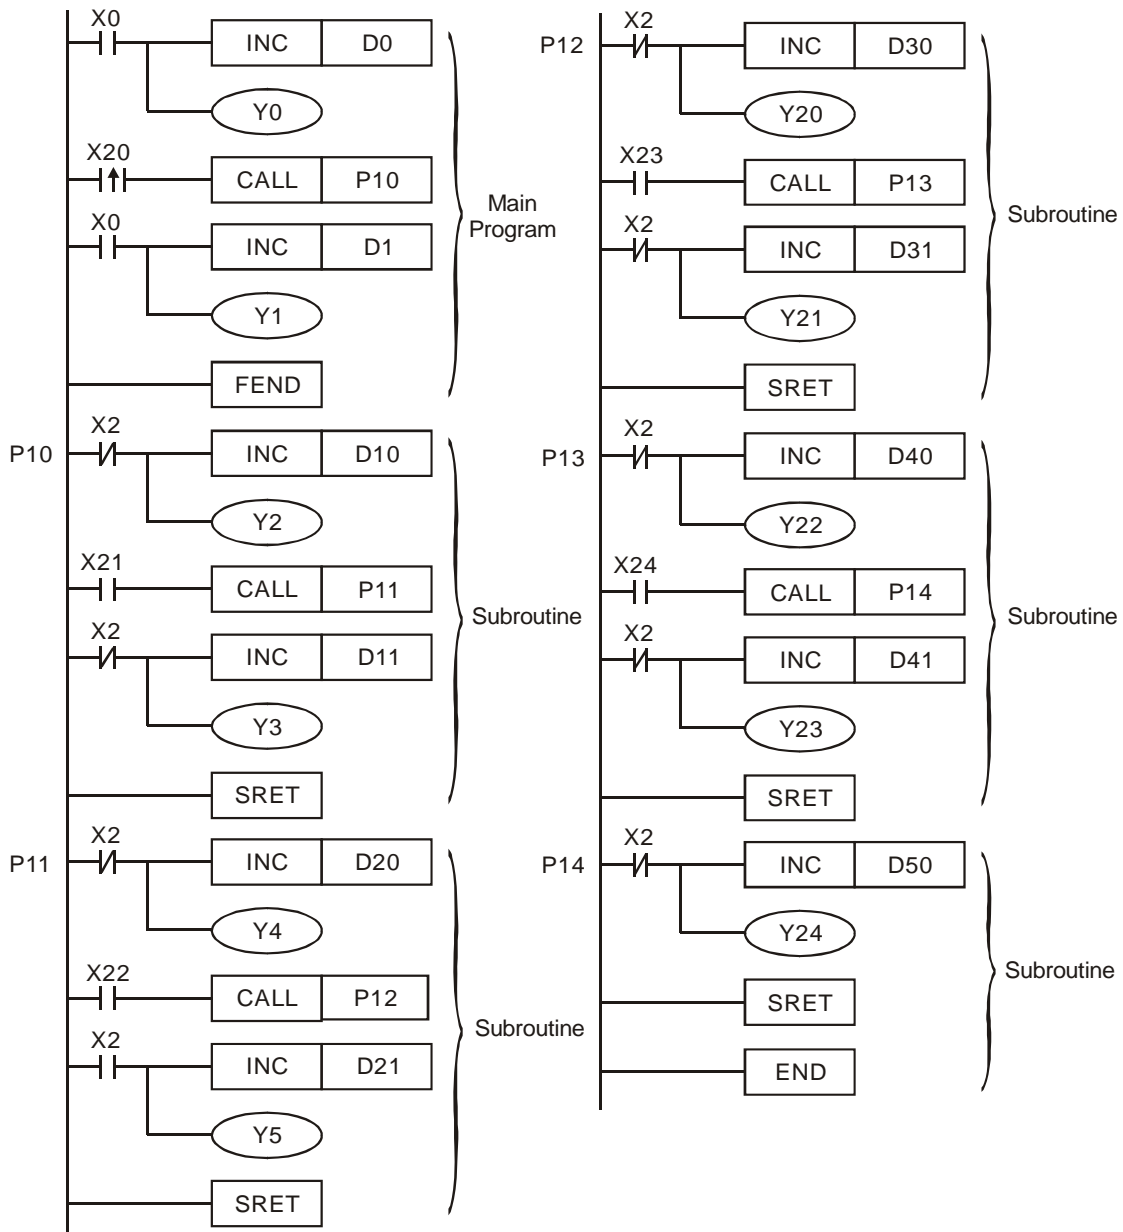 X0
INC D0
Y0
X20
CALL P10
X0
INC D1
Y1
FEND
Main
Program
P10
X2
INC D10
Y2
X21
CALL P11
X2
INC D11
Y3
SRET
Subroutine
P11
X2
INC D20
Y4
X22
CALL P12
X2
INC D21
Y5
SRET
Subroutine
P12
X2
INC D30
Y20
X23
CALL P13
X2
INC D31
Y21
SRET
Subroutine
P13
X2
INC D40
Y22
X24
CALL P14
X2
INC D41
Y23
SRET
Subroutine
P14
X2
INC D50
Y24
SRET
END
Subroutine